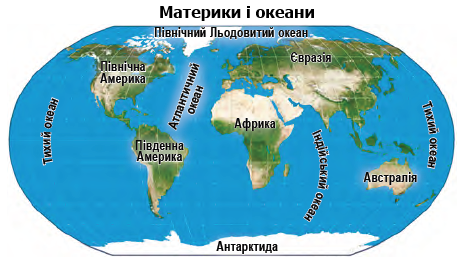 Материки і океани
Північний Льодовитий океан
Північна
Америка
Євразія
Атлантичний
океан
Тихий океан
Африка
Тихий океан
Південна
Америка
Індійський океан
Австралія
Антарктида